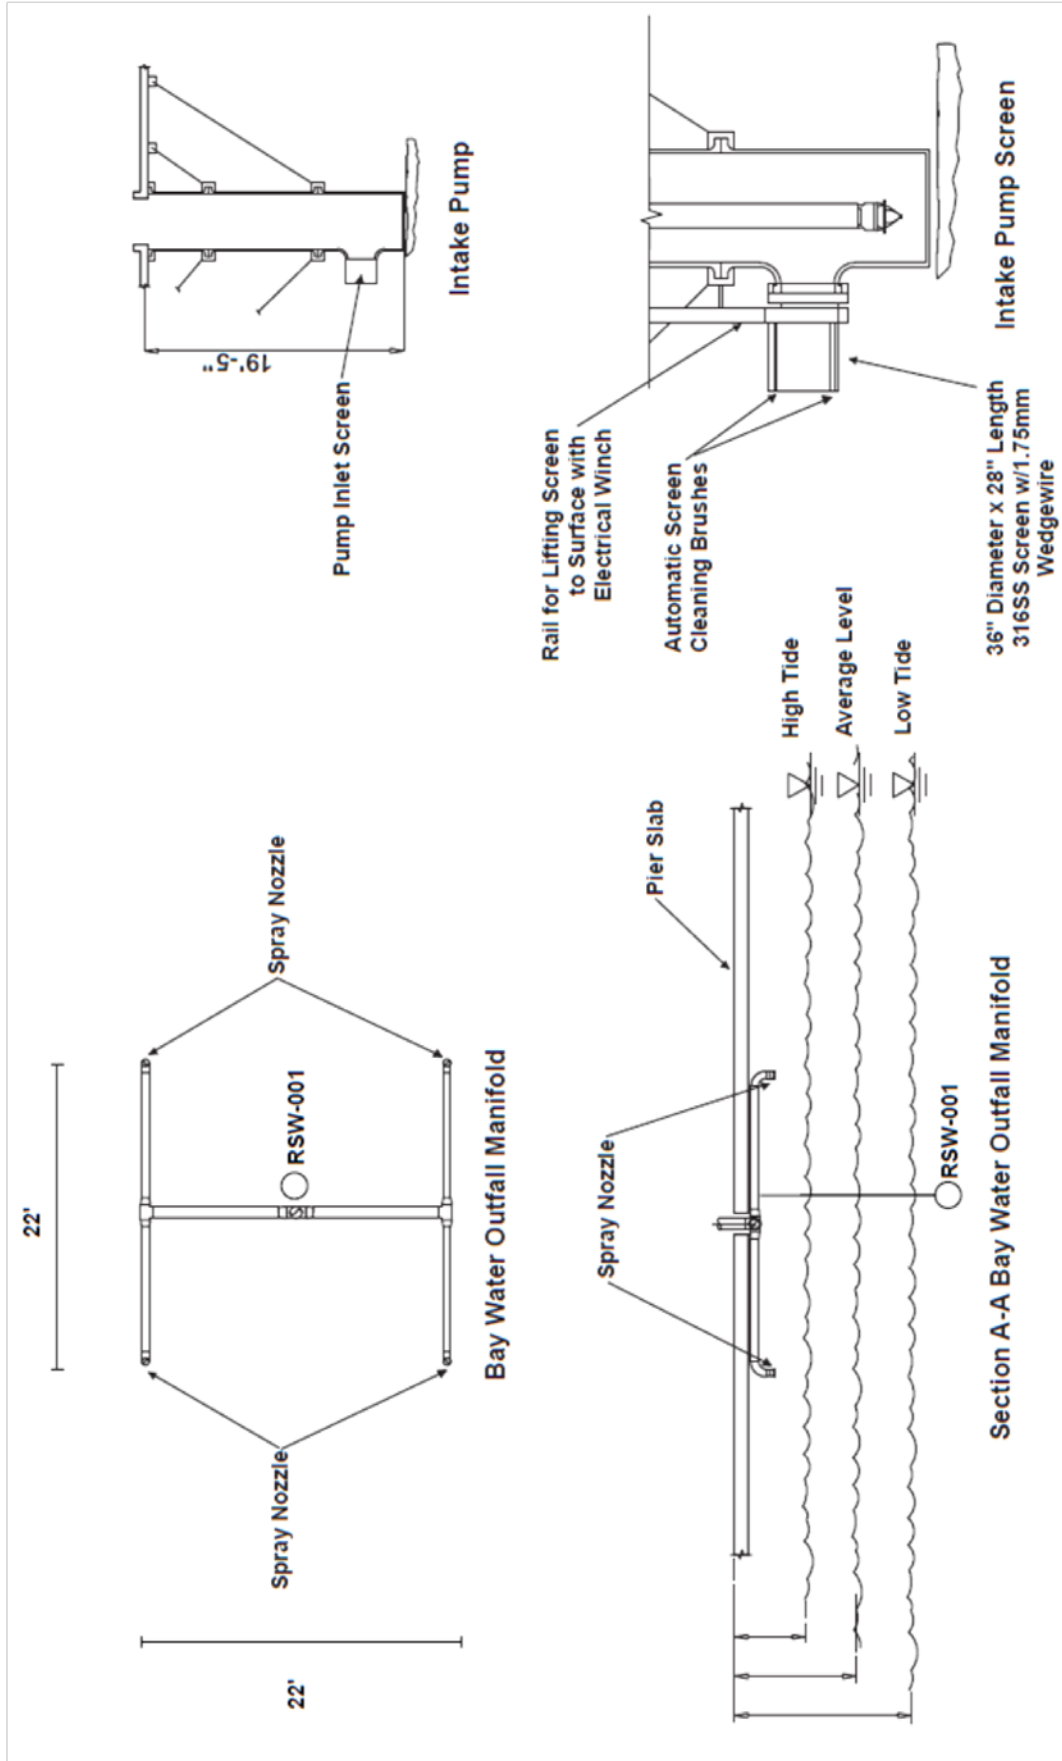 22'
22'
Spray Nozzle
Spray Nozzle
RSW-001
Bay Water Outfall Manifold
19'-5"
Pump Inlet Screen
Intake Pump
Pier Slab
Spray Nozzle
High Tide
Average Level
Low Tide
RSW-001
Section A-A Bay Water Outfall Manifold
Rail for Lifting Screen
to Surface with
Electrical Winch
Automatic Screen
Cleaning Brushes
36" Diameter x 28" Length
316SS Screen w/1.75mm
Wedgewire
Intake Pump Screen